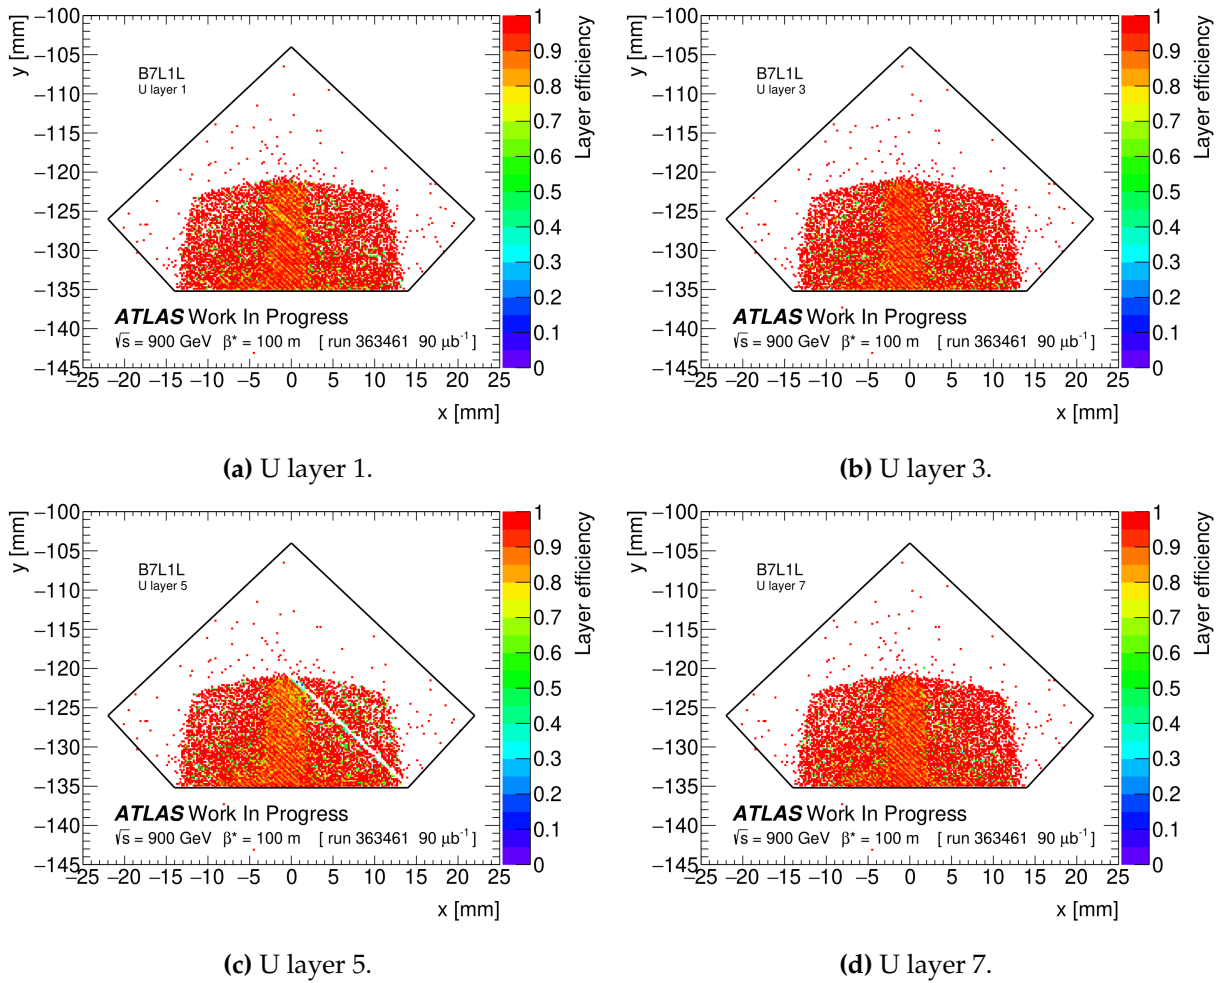 y [mm]
−100
−105
−110
−115
−120
−125
−130
−135
−140
−145
B7L1L
U layer 1
ATLAS Work In Progress
√s = 900 GeV β* = 100 m [ run 363461 90 μb⁻¹ ]
−25 −20 −15 −10 −5 0 5 10 15 20 25
x [mm]
1
0.9
0.8
0.7
0.6
0.5
0.4
0.3
0.2
0.1
0
Layer efficiency
(a) U layer 1.
y [mm]
−100
−105
−110
−115
−120
−125
−130
−135
−140
−145
B7L1L
U layer 3
ATLAS Work In Progress
√s = 900 GeV β* = 100 m [ run 363461 90 μb⁻¹ ]
−25 −20 −15 −10 −5 0 5 10 15 20 25
x [mm]
1
0.9
0.8
0.7
0.6
0.5
0.4
0.3
0.2
0.1
0
Layer efficiency
(b) U layer 3.
y [mm]
−100
−105
−110
−115
−120
−125
−130
−135
−140
−145
B7L1L
U layer 5
ATLAS Work In Progress
√s = 900 GeV β* = 100 m [ run 363461 90 μb⁻¹ ]
−25 −20 −15 −10 −5 0 5 10 15 20 25
x [mm]
1
0.9
0.8
0.7
0.6
0.5
0.4
0.3
0.2
0.1
0
Layer efficiency
(c) U layer 5.
y [mm]
−100
−105
−110
−115
−120
−125
−130
−135
−140
−145
B7L1L
U layer 7
ATLAS Work In Progress
√s = 900 GeV β* = 100 m [ run 363461 90 μb⁻¹ ]
−25 −20 −15 −10 −5 0 5 10 15 20 25
x [mm]
1
0.9
0.8
0.7
0.6
0.5
0.4
0.3
0.2
0.1
0
Layer efficiency
(d) U layer 7.